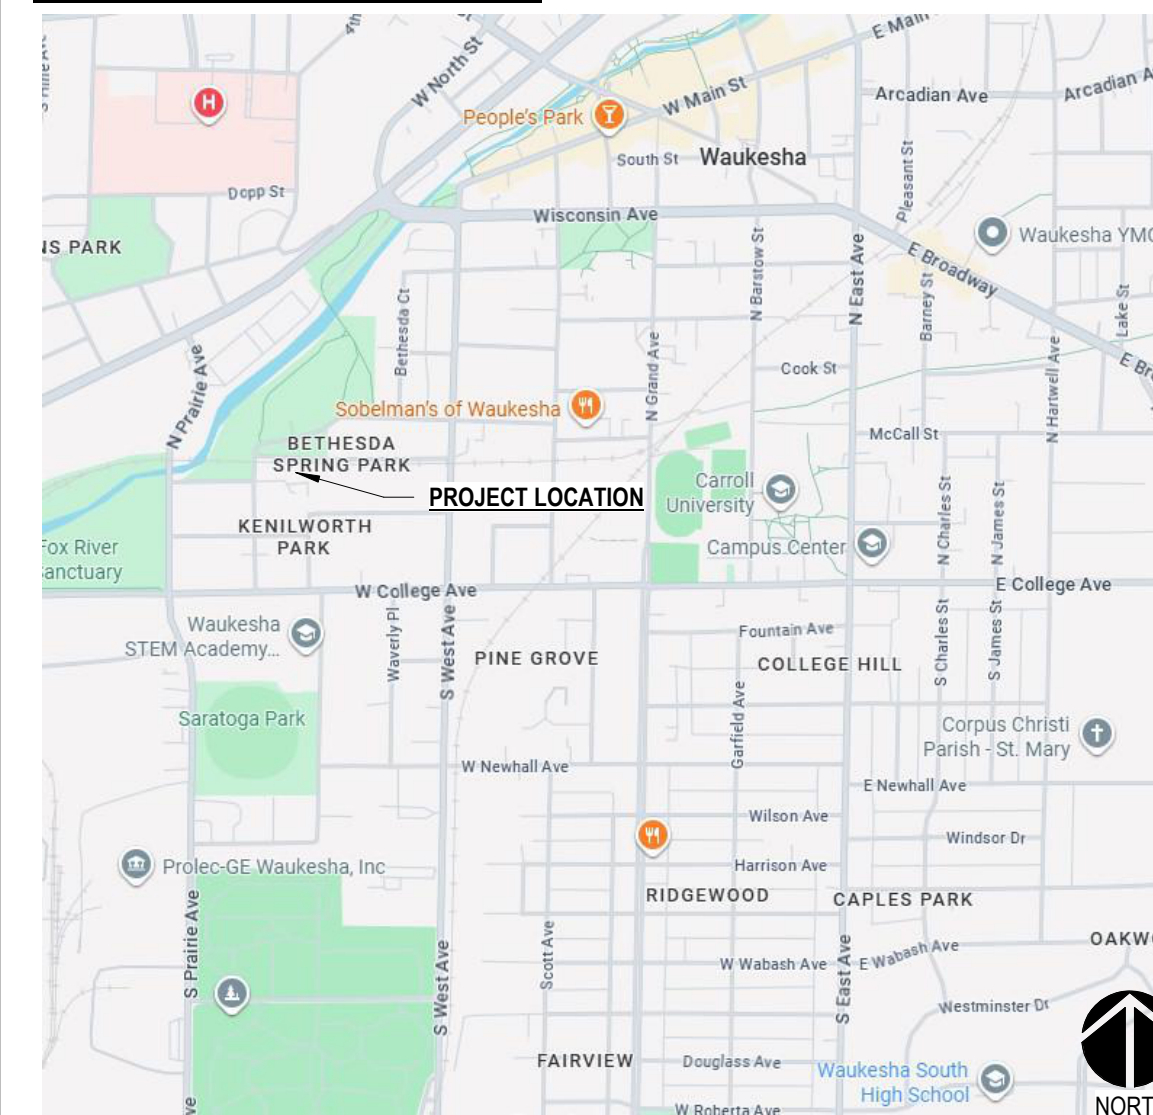 4th
W North St
E Main
S Hine Ave
People's Park
W Main St
Arcadian Ave
Arcadian A
South St
Waukesha
Pleasant St
Dopp St
Wisconsin Ave
NS PARK
Waukesha YMC
E Broadway
N Barstow St
N East Ave
Bethesda Ct
Barney St
Lake St
N Prairie Ave
N Grand Ave
N Hartwell Ave
E Br
Cook St
Sobelman's of Waukesha
McCall St
BETHESDA
SPRING PARK
Carroll
University
PROJECT LOCATION
N Charles St
N James St
KENILWORTH
PARK
Fox River
Sanctuary
Campus Center
W College Ave
E College Ave
Waukesha
STEM Academy...
Waverly Pl
S West Ave
Fountain Ave
S Charles St
S James St
PINE GROVE
COLLEGE HILL
Saratoga Park
Garfield Ave
Corpus Christi
Parish - St. Mary
W Newhall Ave
E Newhall Ave
Wilson Ave
Windsor Dr
Prolec-GE Waukesha, Inc
Harrison Ave
RIDGEWOOD
CAPLES PARK
S Prairie Ave
S West Ave
Scott Ave
S East Ave
OAKW
W Wabash Ave
E Wabash Ave
Westminster Dr
FAIRVIEW
Douglass Ave
Waukesha South
High School
W Roberta Ave
ve
NORT